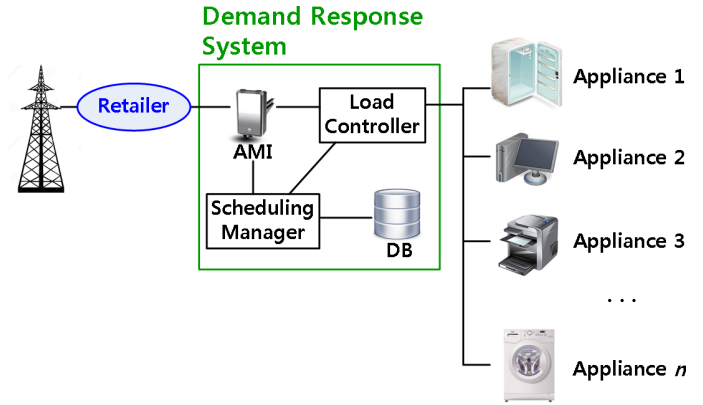 Demand Response
System
Retailer
AMI
Load
Controller
Scheduling
Manager
DB
Appliance 1
Appliance 2
Appliance 3
. . .
Appliance n